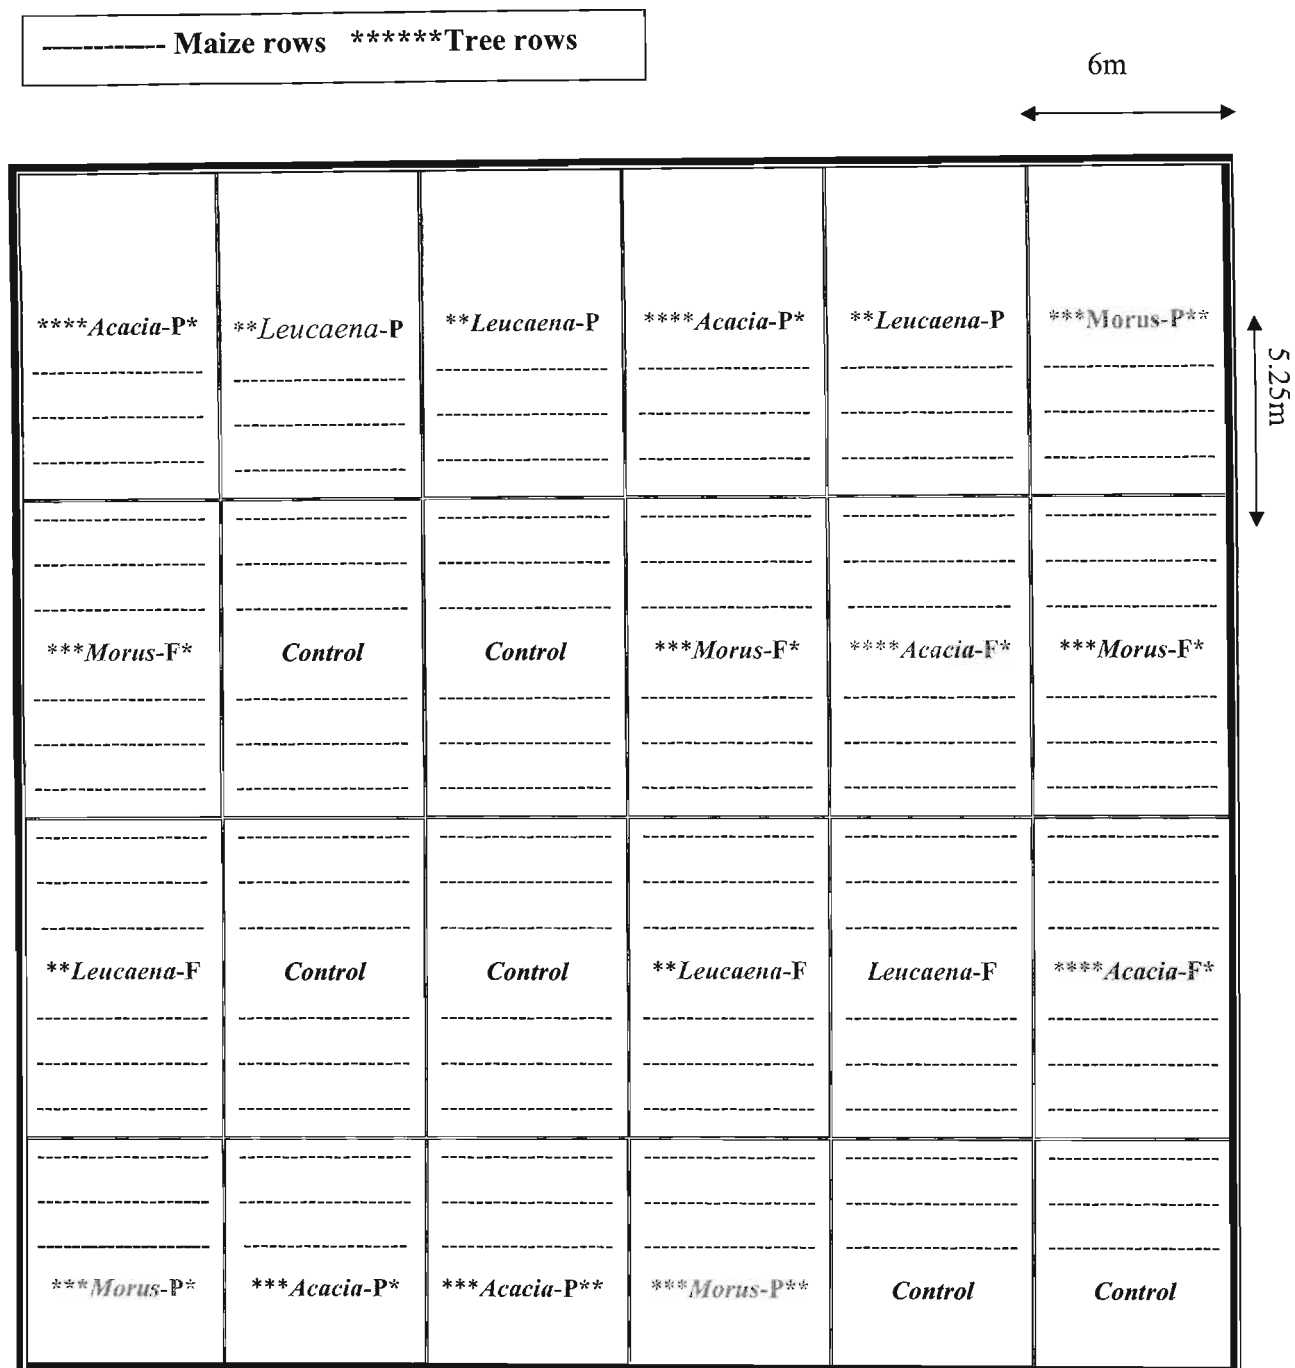 ---------- Maize rows ******Tree rows
6m
****Acacia-P* **Leucaena-P **Leucaena-P ****Acacia-P* **Leucaena-P ***Morus-P**
5.25m
***Morus-F* Control Control ***Morus-F* ****Acacia-F* ***Morus-F*
**Leucaena-F Control Control **Leucaena-F Leucaena-F ****Acacia-F*
***Morus-P* ***Acacia-P* ***Acacia-P** ***Morus-P** Control Control